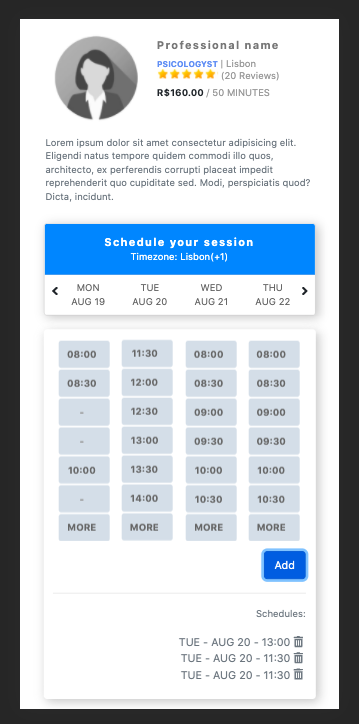 Professional name
PSICOLOGYST | Lisbon
(20 Reviews)
R$160.00 / 50 MINUTES
Lorem ipsum dolor sit amet consectetur adipisicing elit.
Eligendi natus tempore quidem commodi illo quos,
architecto, ex perferendis corrupti placeat impedit
reprehenderit quo cupiditate sed. Modi, perspiciatis quod?
Dicta, incidunt.
Schedule your session
Timezone: Lisbon(+1)
MON TUE WED THU
AUG 19 AUG 20 AUG 21 AUG 22
08:00 11:30 08:00 08:00
08:30 12:00 08:30 08:30
- 12:30 09:00 09:00
- 13:00 09:30 09:30
10:00 13:30 10:00 10:00
- 14:00 10:30 10:30
MORE MORE MORE MORE
Add
Schedules:
TUE - AUG 20 - 13:00
TUE - AUG 20 - 11:30
TUE - AUG 20 - 11:30